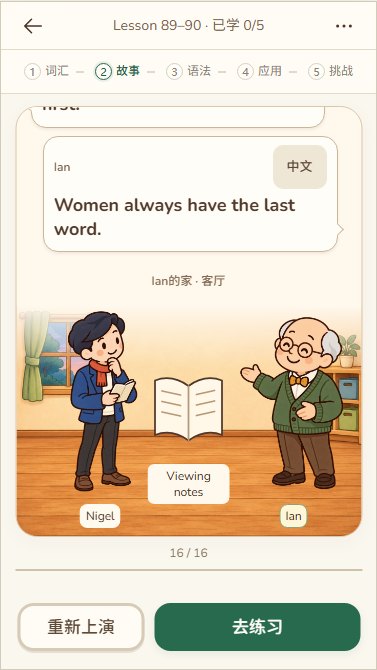 Lesson 89–90 · 已学 0/5
1 词汇 – 2 故事 – 3 语法 – 4 应用 – 5 挑战
first.
Ian
中文
Women always have the last
word.
Ian的家 · 客厅
Viewing
notes
Nigel
Ian
16 / 16
重新上演
去练习